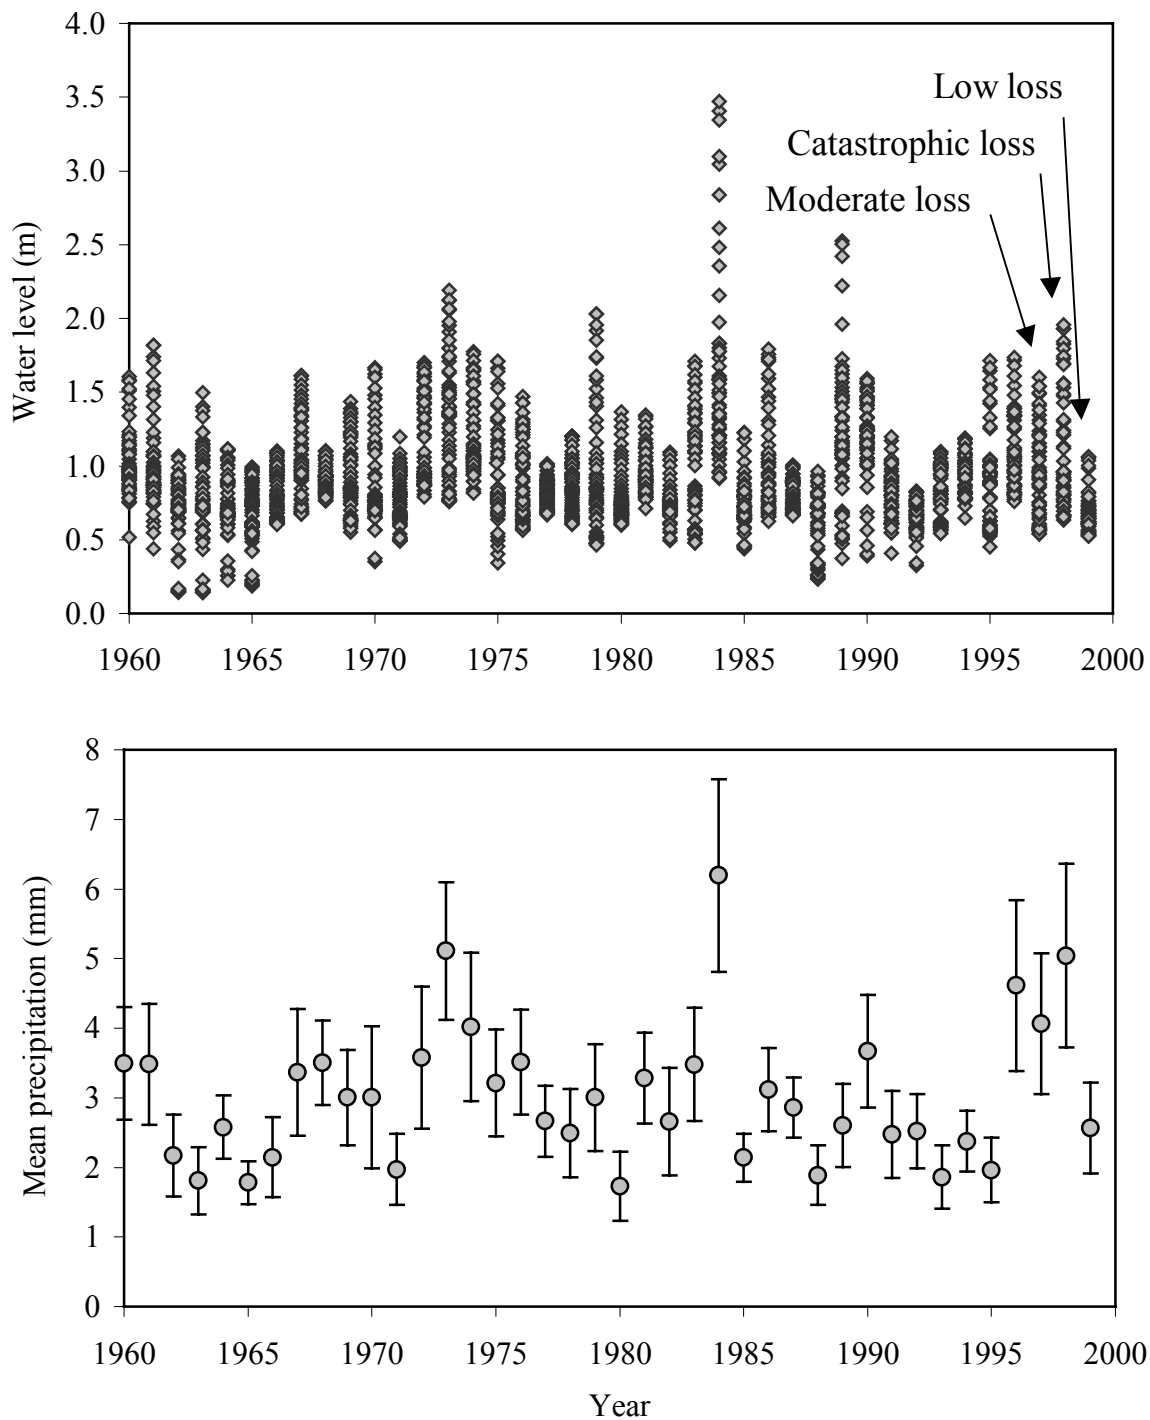 4.0
3.5
3.0
2.5
2.0
1.5
1.0
0.5
0.0
Water level (m)
Low loss
Catastrophic loss
Moderate loss
1960 1965 1970 1975 1980 1985 1990 1995 2000
8
7
6
5
4
3
2
1
0
Mean precipitation (mm)
1960 1965 1970 1975 1980 1985 1990 1995 2000
Year